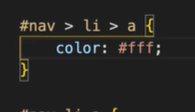 #nav > li > a {
    color: #fff;
}